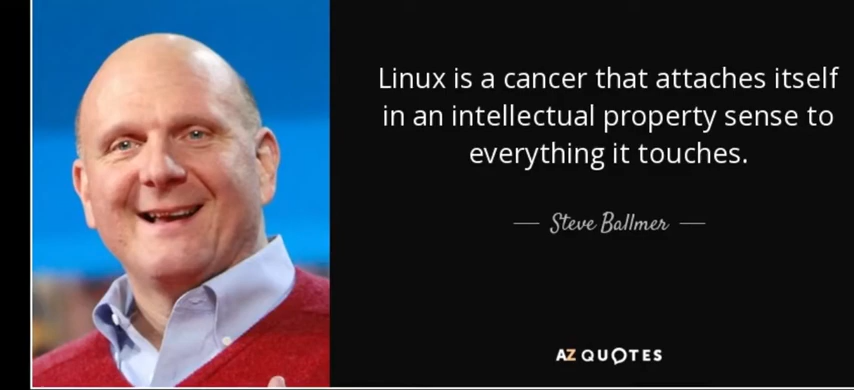 Linux is a cancer that attaches itself
in an intellectual property sense to
everything it touches.
Steve Ballmer
AZ QUOTES